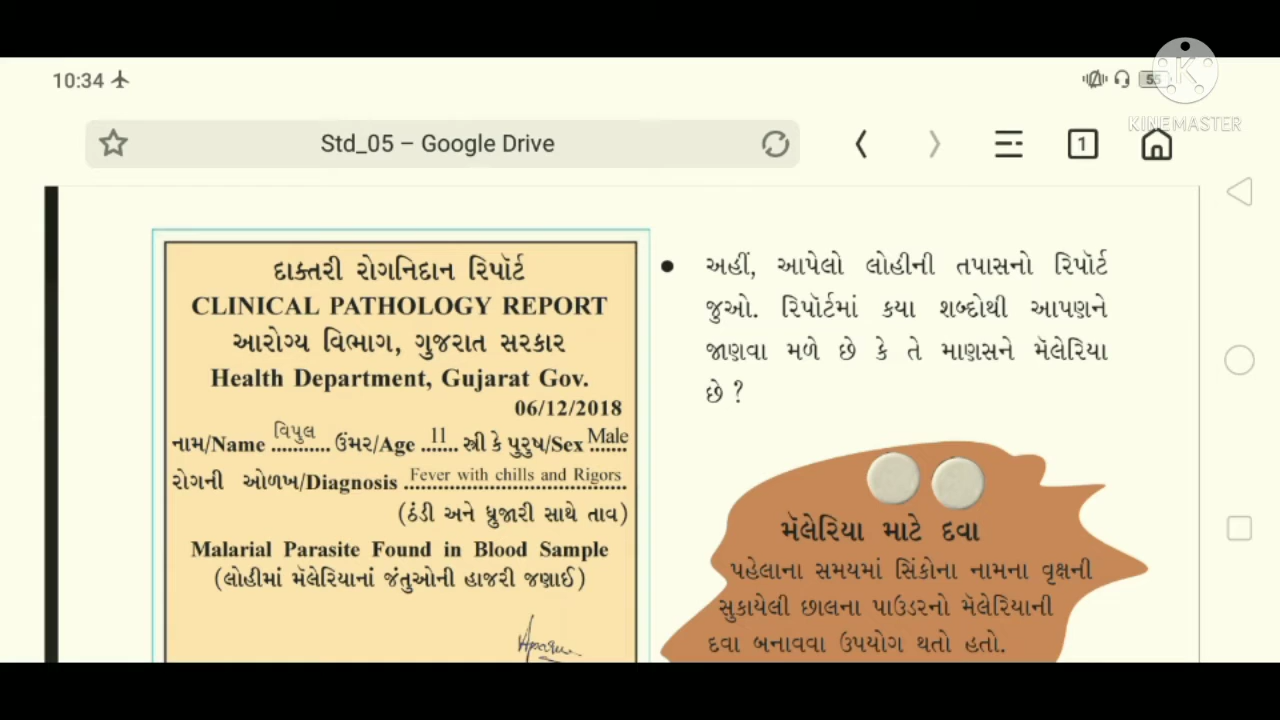 10:34
55
KINEMASTER
Std_05 – Google Drive
1
દાક્તરી રોગનિદાન રિપૉર્ટ
CLINICAL PATHOLOGY REPORT
આરોગ્ય વિભાગ, ગુજરાત સરકાર
Health Department, Gujarat Gov.
06/12/2018
નામ/Name વિપુલ ઉંમર/Age 11 સ્ત્રી કે પુરુષ/Sex Male
રોગની ઓળખ/Diagnosis Fever with chills and Rigors
(ઠંડી અને ધ્રુજારી સાથે તાવ)
Malarial Parasite Found in Blood Sample
(લોહીમાં મૅલેરિયાનાં જંતુઓની હાજરી જણાઈ)
• અહીં, આપેલો લોહીની તપાસનો રિપૉર્ટ
જુઓ. રિપૉર્ટમાં કયા શબ્દોથી આપણને
જાણવા મળે છે કે તે માણસને મૅલેરિયા
છે ?
મૅલેરિયા માટે દવા
પહેલાના સમયમાં સિંકોના નામના વૃક્ષની
સુકાયેલી છાલના પાઉડરનો મૅલેરિયાની
દવા બનાવવા ઉપયોગ થતો હતો.